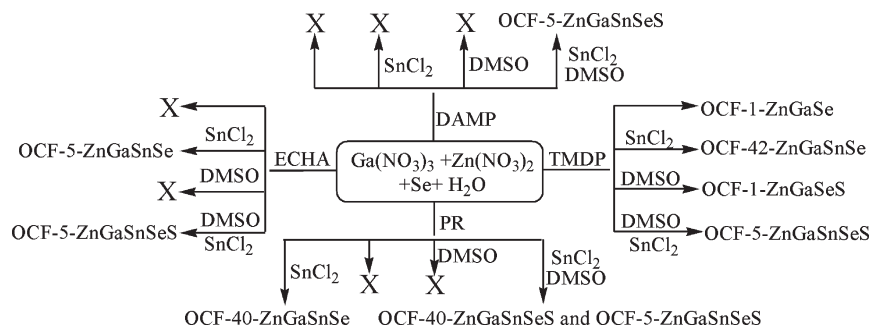 X X X OCF-5-ZnGaSnSeS
SnCl2 DMSO SnCl2
DMSO
DAMP
X
SnCl2
OCF-5-ZnGaSnSe
DMSO
X
DMSO
OCF-5-ZnGaSnSeS
SnCl2
ECHA
Ga(NO3)3 +Zn(NO3)2
+Se+ H2O
TMDP
OCF-1-ZnGaSe
SnCl2
OCF-42-ZnGaSnSe
DMSO
OCF-1-ZnGaSeS
DMSO
OCF-5-ZnGaSnSeS
SnCl2
PR
SnCl2 DMSO SnCl2
DMSO
X X
OCF-40-ZnGaSnSe OCF-40-ZnGaSnSeS and OCF-5-ZnGaSnSeS